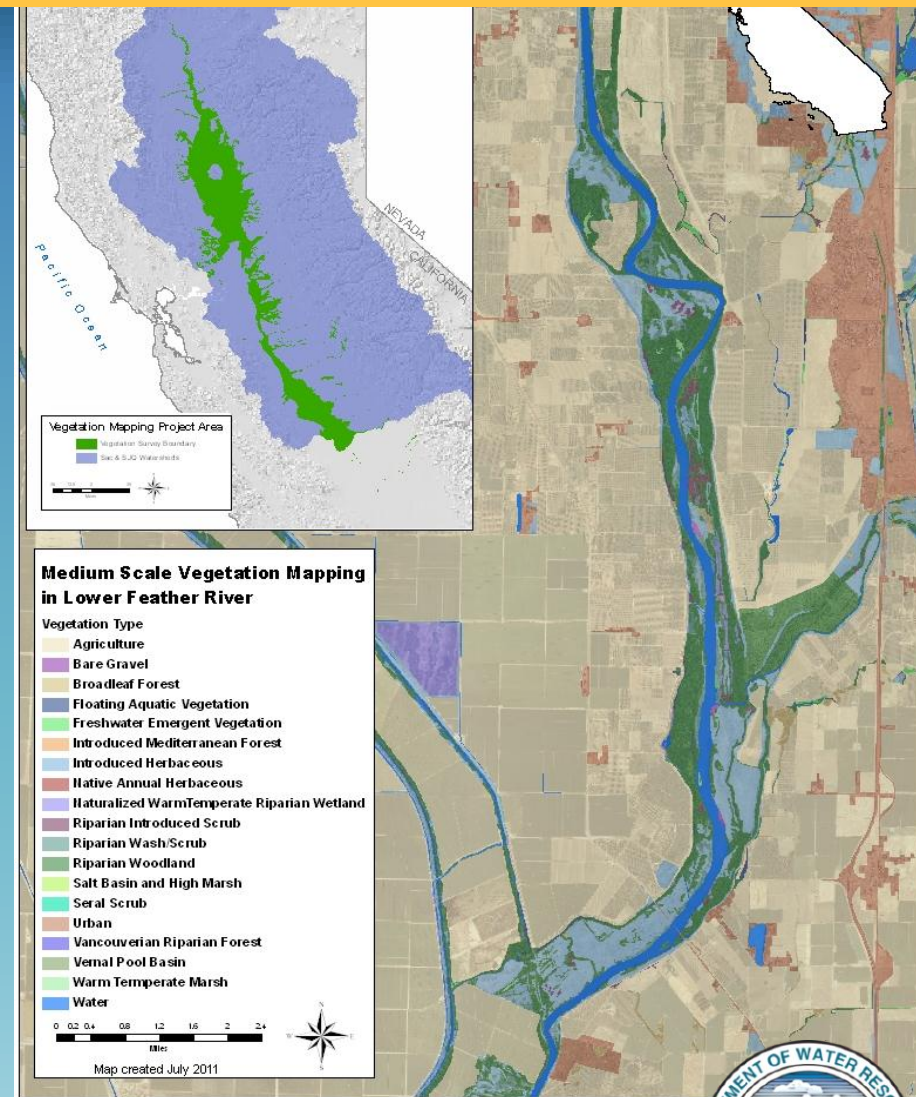 NEVADA
CALIFORNIA
Pacific Ocean
Vegetation Mapping Project Area
Vegetation Survey Boundary
Sac & SJQ Watersheds
Miles
Medium Scale Vegetation Mapping
in Lower Feather River
Vegetation Type
Agriculture
Bare Gravel
Broadleaf Forest
Floating Aquatic Vegetation
Freshwater Emergent Vegetation
Introduced Mediterranean Forest
Introduced Herbaceous
Native Annual Herbaceous
Naturalized WarmTemperate Riparian Wetland
Riparian Introduced Scrub
Riparian Wash/Scrub
Riparian Woodland
Salt Basin and High Marsh
Seral Scrub
Urban
Vancouverian Riparian Forest
Vernal Pool Basin
Warm Termperate Marsh
Water
N
W E
S
0 0.2 0.4 0.8 1.2 1.6 2 2.4
Miles
Map created July 2011
MENT OF WATER RESO